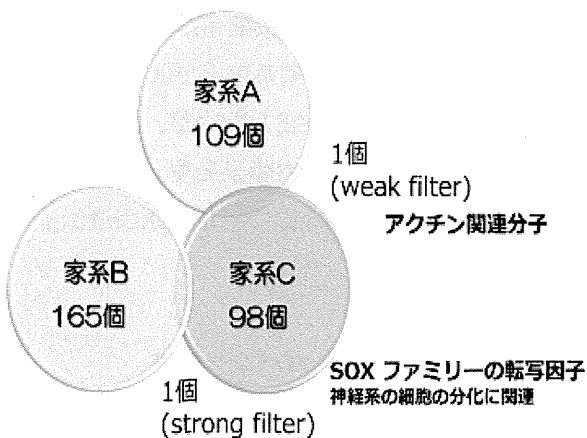 家系A
109個
1個
(weak filter)
アクチン関連分子
家系B
165個
家系C
98個
SOX ファミリーの転写因子
神経系の細胞の分化に関連
1個
(strong filter)